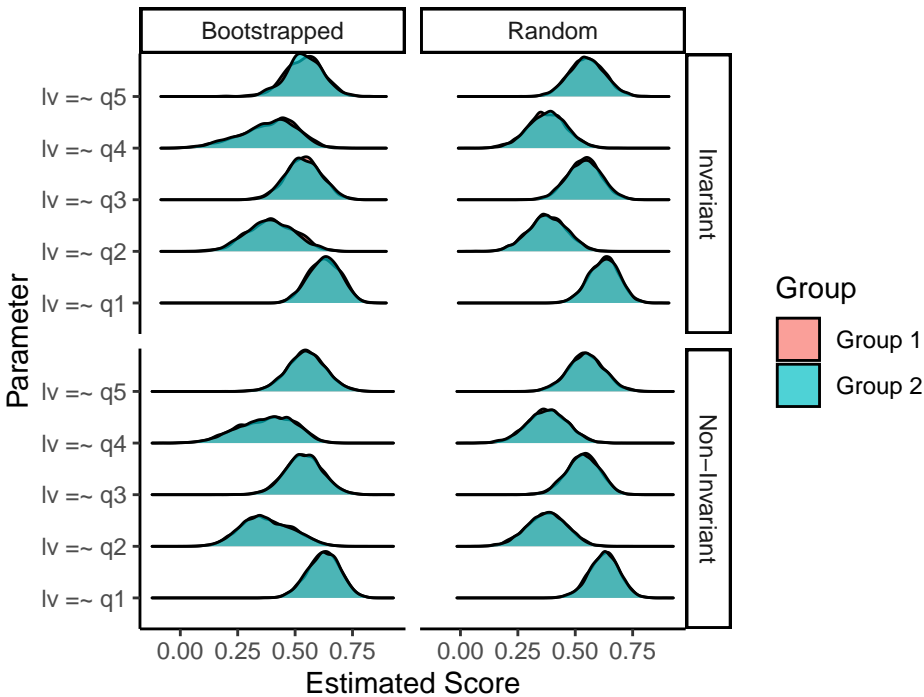 Bootstrapped Random
lv =~ q5
lv =~ q4
lv =~ q3
lv =~ q2
lv =~ q1
Invariant
lv =~ q5
lv =~ q4
lv =~ q3
lv =~ q2
lv =~ q1
Non−Invariant
0.00 0.25 0.50 0.75 0.00 0.25 0.50 0.75
Estimated Score
Parameter
Group
Group 1
Group 2